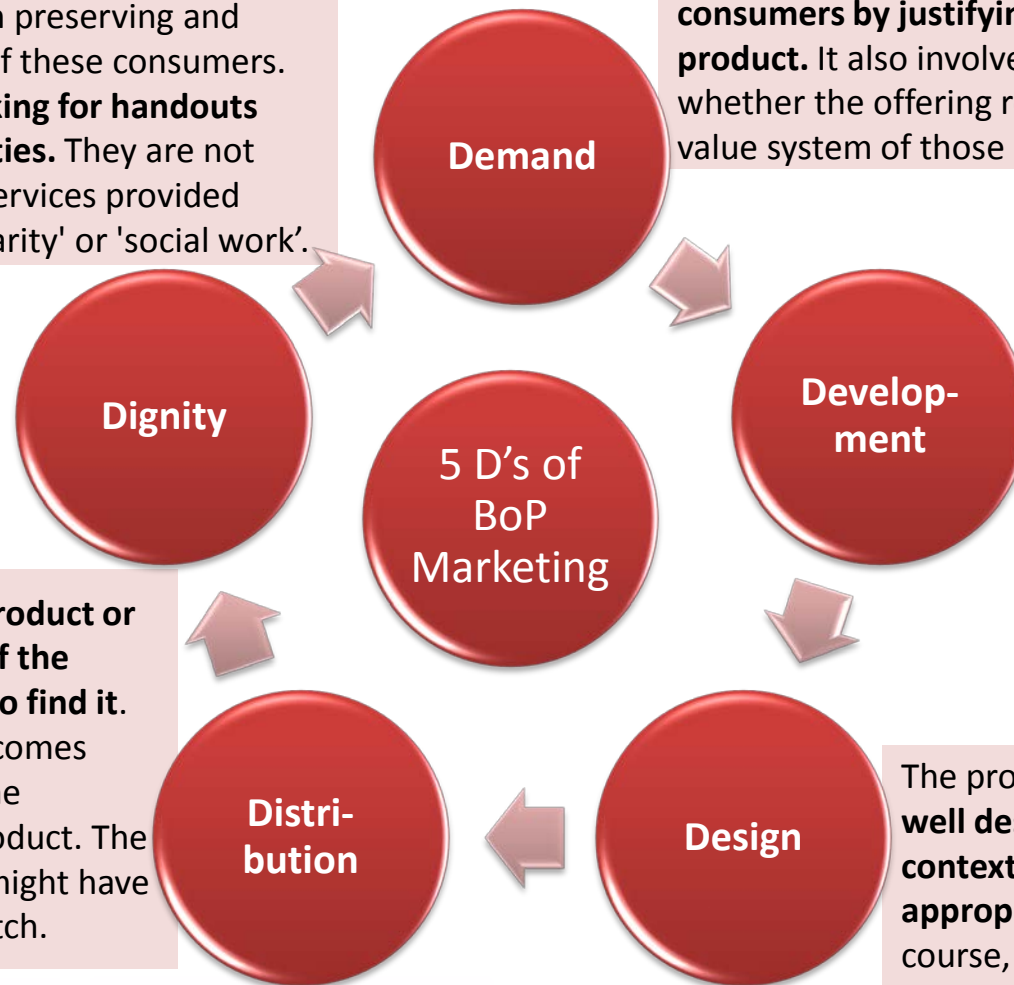 preserving and
f these consumers.
king for handouts
ties. They are not
services provided
arity' or 'social work’.
consumers by justifyin
product. It also involve
whether the offering r
value system of those
Demand
Develop-
ment
Dignity
5 D’s of
BoP
Marketing
roduct or
f the
o find it.
comes
ne
oduct. The
might have
tch.
Distri-
bution
Design
The pro
well de
context
approp
course,